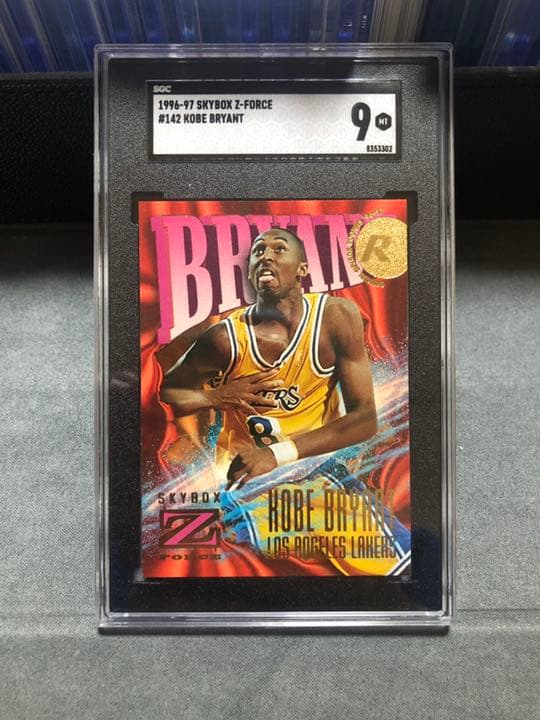 SGC
1996-97 SKYBOX Z-FORCE
#142 KOBE BRYANT
9 MT
8353302
BRYANT
R
ERS
8
SKYBOX
Z
FORCE
KOBE BRYANT
LOS ANGELES LAKERS